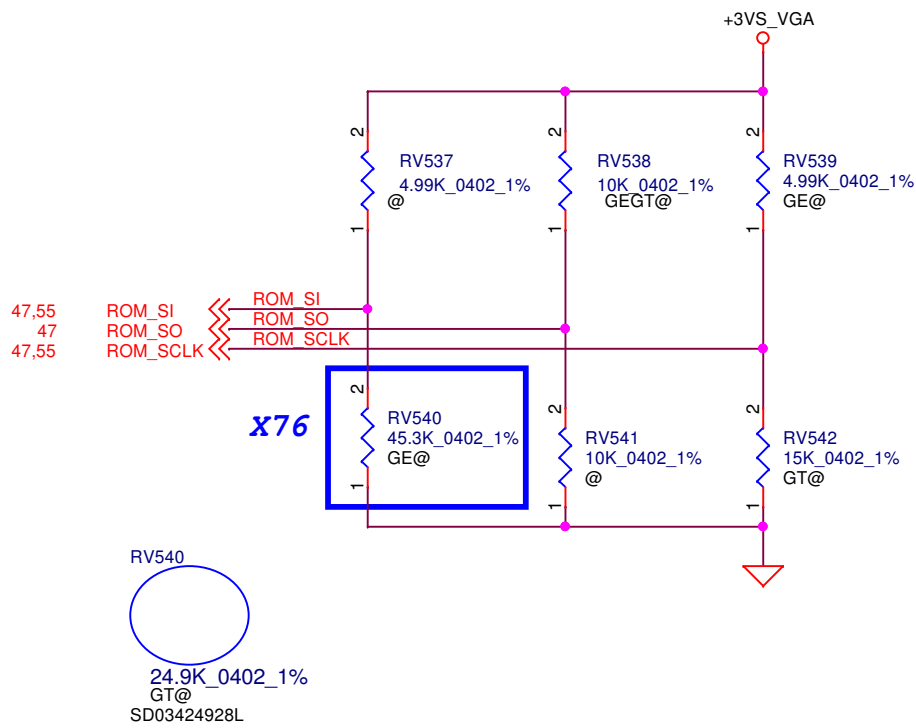 +3VS_VGA
2
RV537
4.99K_0402_1%
@
1
2
RV538
10K_0402_1%
GEGT@
1
2
RV539
4.99K_0402_1%
GE@
1
47,55 ROM_SI ROM_SI
47 ROM_SO ROM_SO
47,55 ROM_SCLK ROM_SCLK
X76
2
RV540
45.3K_0402_1%
GE@
1
2
RV541
10K_0402_1%
@
1
2
RV542
15K_0402_1%
GT@
1
RV540
24.9K_0402_1%
GT@
SD03424928L